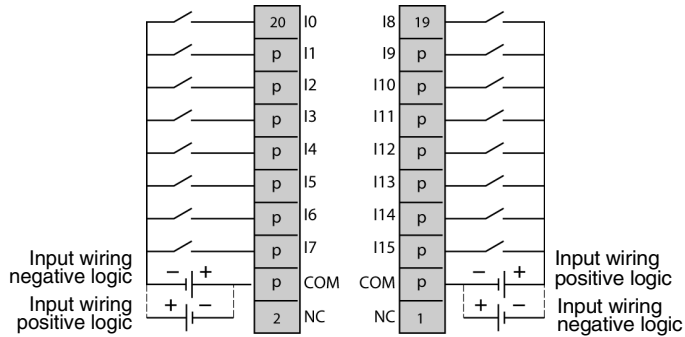 20 I0 I8 19
p I1 I9 p
p I2 I10 p
p I3 I11 p
p I4 I12 p
p I5 I13 p
p I6 I14 p
p I7 I15 p
Input wiring
negative logic
− +
p COM COM p
− +
Input wiring
positive logic
Input wiring
positive logic
+ −
2 NC NC 1
+ −
Input wiring
negative logic